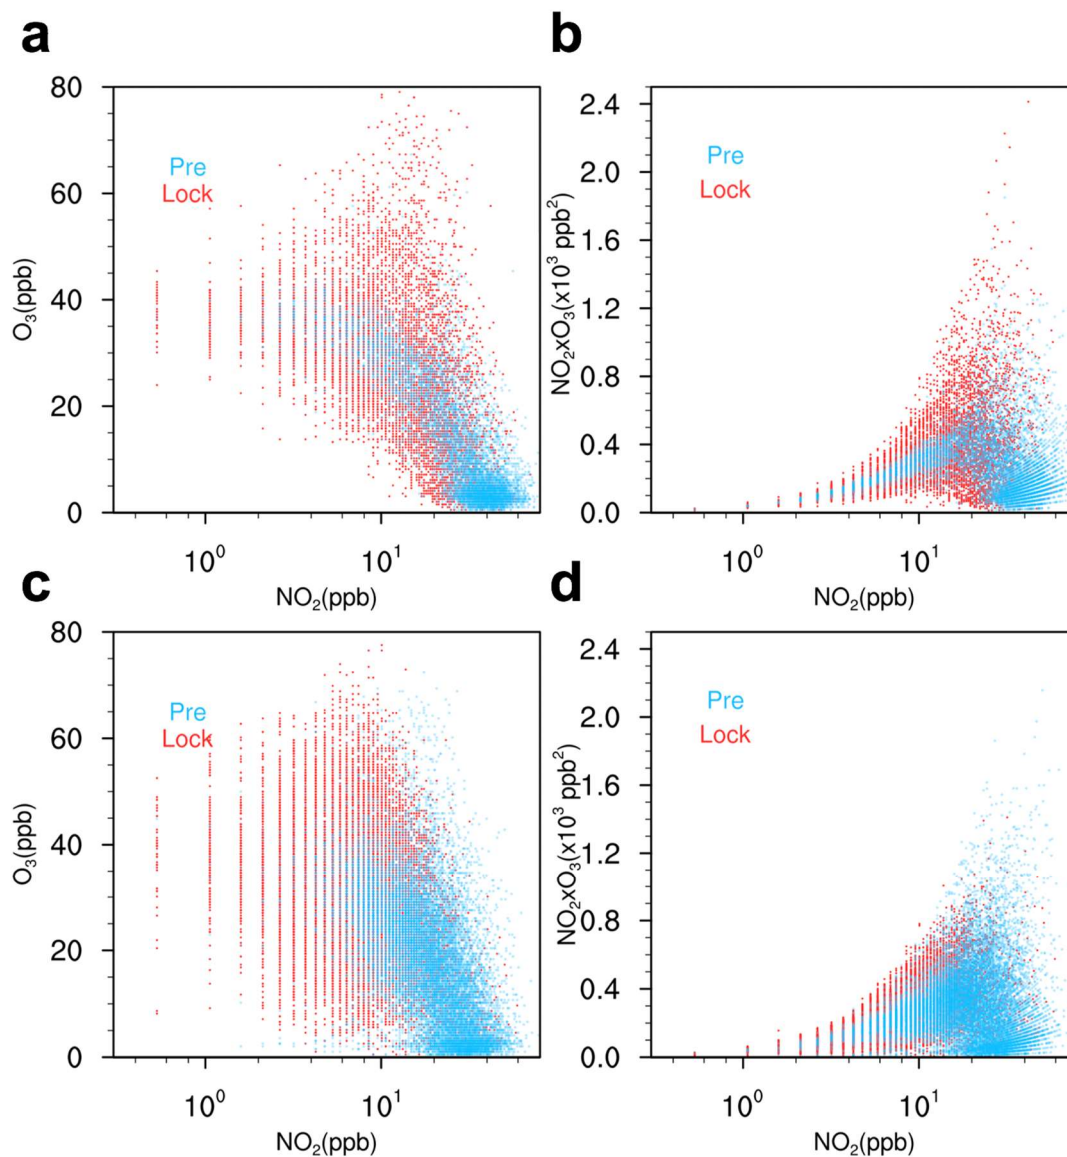 a
80
60
40
20
0
O₃(ppb)
Pre
Lock
10⁰
10¹
NO₂(ppb)
b
2.4
2.0
1.6
1.2
0.8
0.4
0.0
NO₂xO₃(x10³ ppb²)
Pre
Lock
10⁰
10¹
NO₂(ppb)
c
80
60
40
20
0
O₃(ppb)
Pre
Lock
10⁰
10¹
NO₂(ppb)
d
2.4
2.0
1.6
1.2
0.8
0.4
0.0
NO₂xO₃(x10³ ppb²)
Pre
Lock
10⁰
10¹
NO₂(ppb)